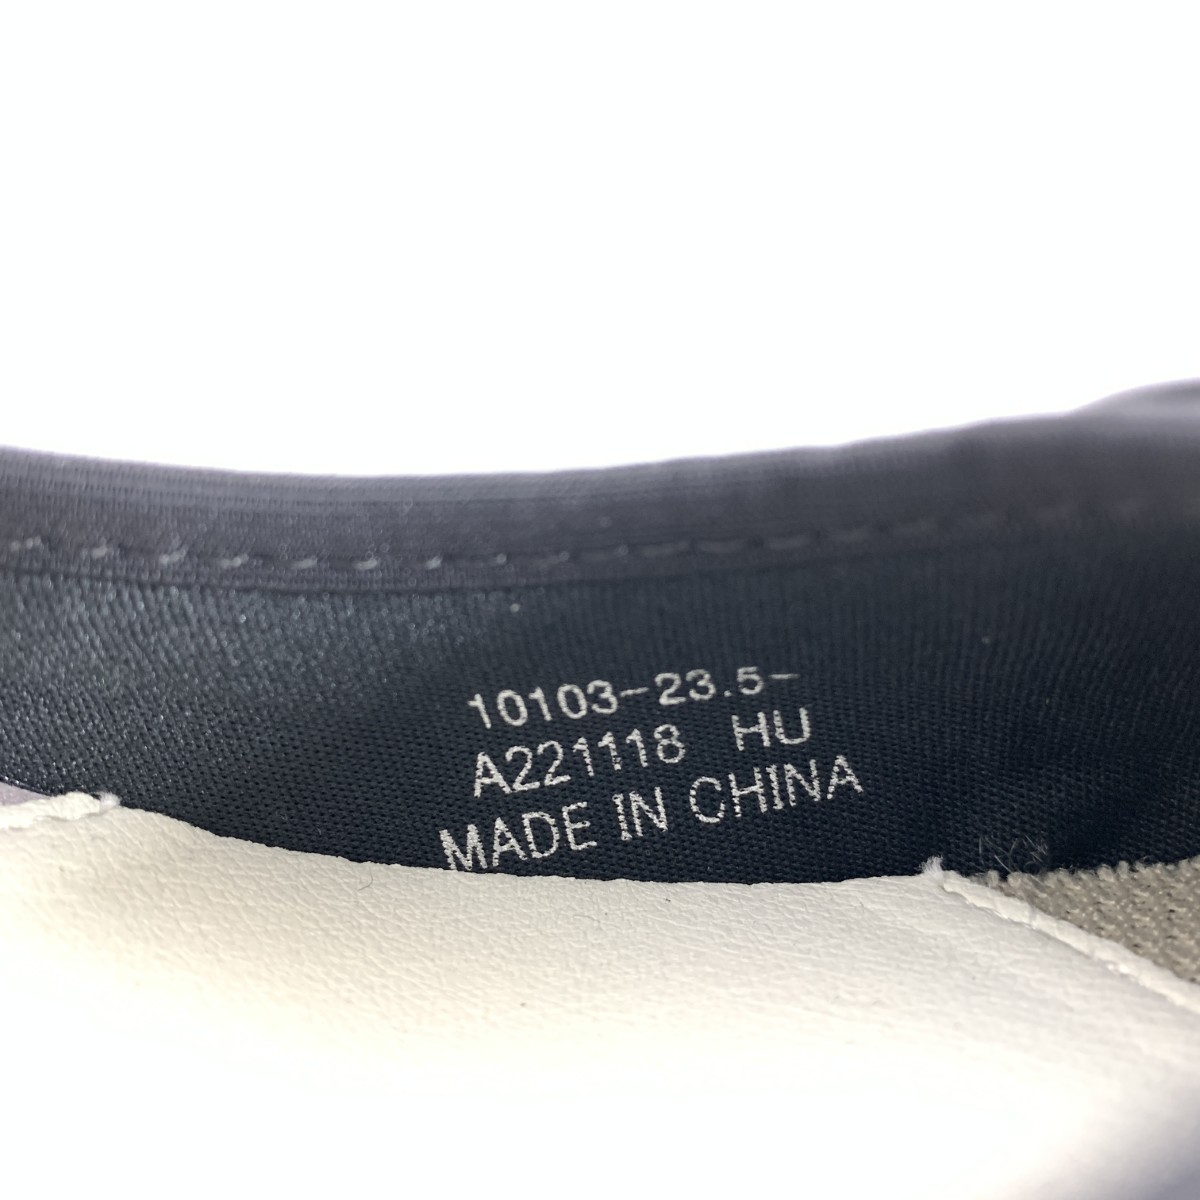 10103-23.5-
A221118 HU
MADE IN CHINA